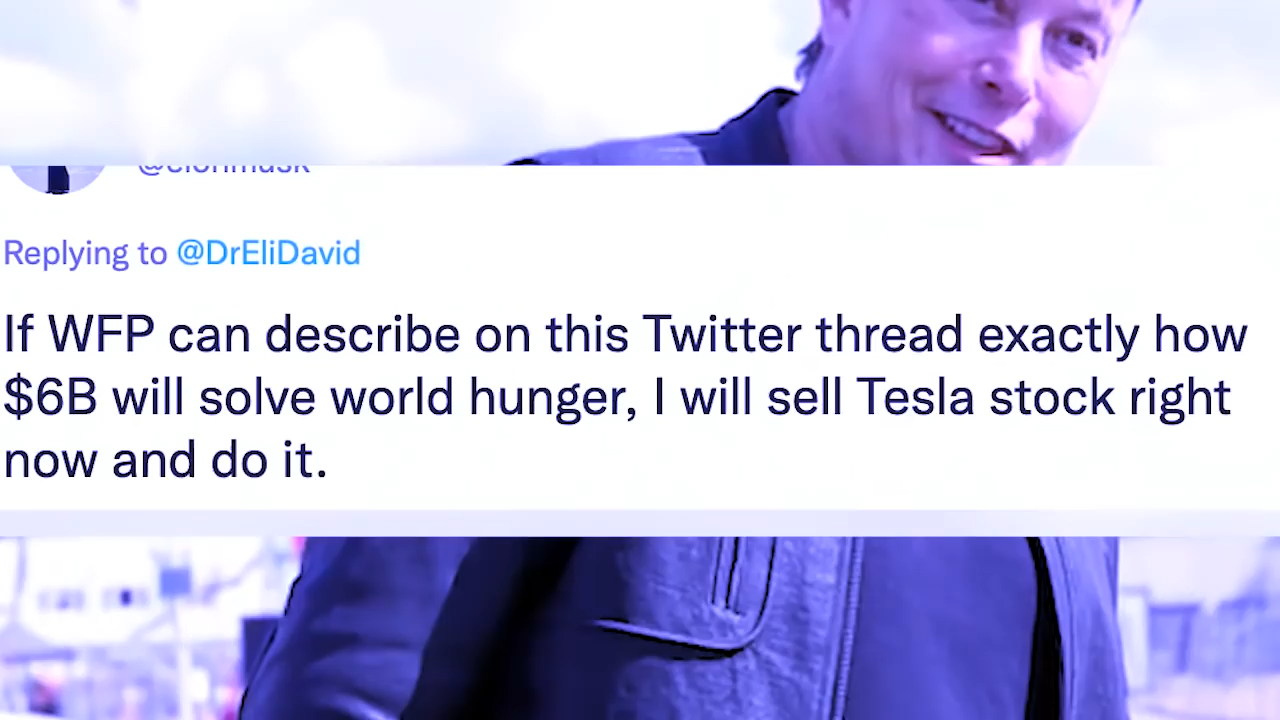 @elonmusk
Replying to @DrEliDavid
If WFP can describe on this Twitter thread exactly how
$6B will solve world hunger, I will sell Tesla stock right
now and do it.